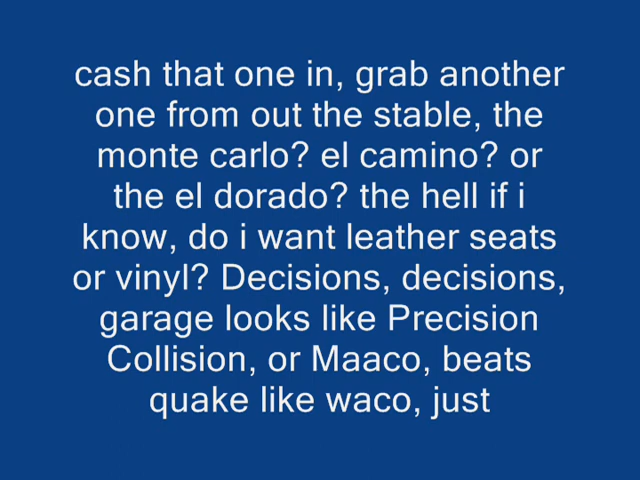 cash that one in, grab another
one from out the stable, the
monte carlo? el camino? or
the el dorado? the hell if i
know, do i want leather seats
or vinyl? Decisions, decisions,
garage looks like Precision
Collision, or Maaco, beats
quake like waco, just